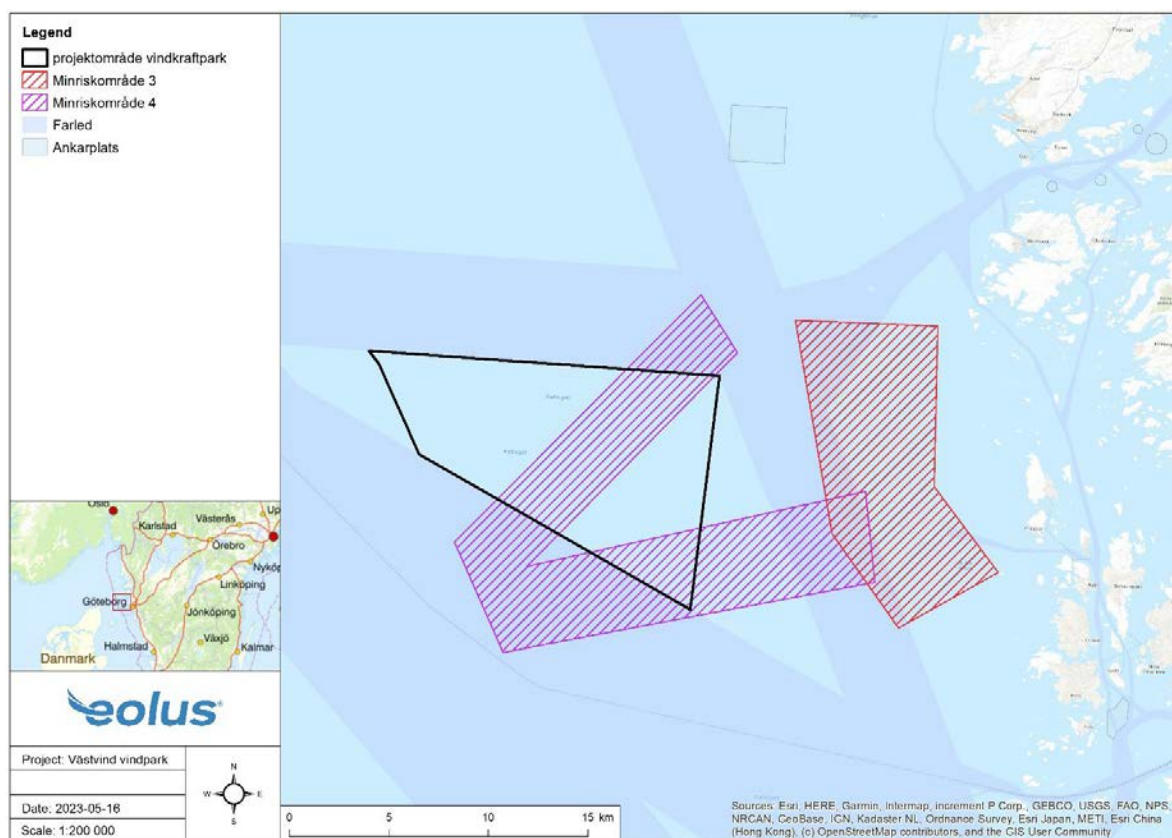 Legend
projektområde vindkraftpark
Minriskområde 3
Minriskområde 4
Farled
Ankarplats
Kattegatt
Oslo
Karlstad
Västerås
Up
Örebro
Nyköp
Linköping
Göteborg
Jönköping
Halmstad
Växjö
Kalmar
Danmark
eolus®
Project: Västvind vindpark
Date: 2023-05-16
Scale: 1:200 000
N
W
E
S
0
5
10
15 km
Sources: Esri, HERE, Garmin, Intermap, increment P Corp., GEBCO, USGS, FAO, NPS,
NRCAN, GeoBase, IGN, Kadaster NL, Ordnance Survey, Esri Japan, METI, Esri China
(Hong Kong), (c) OpenStreetMap contributors, and the GIS User Community